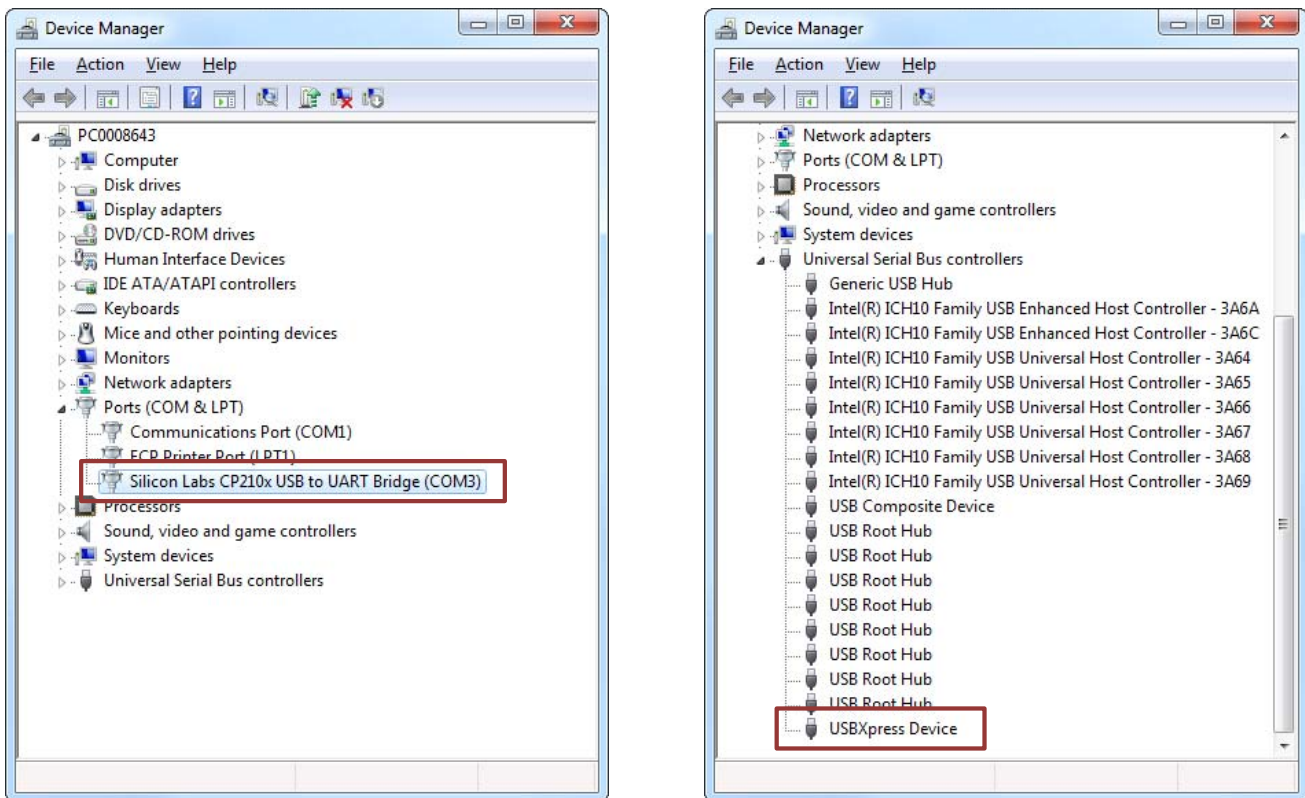 Device Manager
File Action View Help
PC0008643
Computer
Disk drives
Display adapters
DVD/CD-ROM drives
Human Interface Devices
IDE ATA/ATAPI controllers
Keyboards
Mice and other pointing devices
Monitors
Network adapters
Ports (COM & LPT)
Communications Port (COM1)
ECP Printer Port (LPT1)
Silicon Labs CP210x USB to UART Bridge (COM3)
Processors
Sound, video and game controllers
System devices
Universal Serial Bus controllers
Device Manager
File Action View Help
Network adapters
Ports (COM & LPT)
Processors
Sound, video and game controllers
System devices
Universal Serial Bus controllers
Generic USB Hub
Intel(R) ICH10 Family USB Enhanced Host Controller - 3A6A
Intel(R) ICH10 Family USB Enhanced Host Controller - 3A6C
Intel(R) ICH10 Family USB Universal Host Controller - 3A64
Intel(R) ICH10 Family USB Universal Host Controller - 3A65
Intel(R) ICH10 Family USB Universal Host Controller - 3A66
Intel(R) ICH10 Family USB Universal Host Controller - 3A67
Intel(R) ICH10 Family USB Universal Host Controller - 3A68
Intel(R) ICH10 Family USB Universal Host Controller - 3A69
USB Composite Device
USB Root Hub
USB Root Hub
USB Root Hub
USB Root Hub
USB Root Hub
USB Root Hub
USB Root Hub
USB Root Hub
USBXpress Device